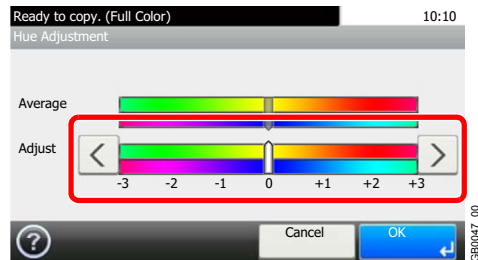 Ready to copy. (Full Color) 10:10
Hue Adjustment
Average
Adjust
-3 -2 -1 0 +1 +2 +3
Cancel OK
GB0047_00